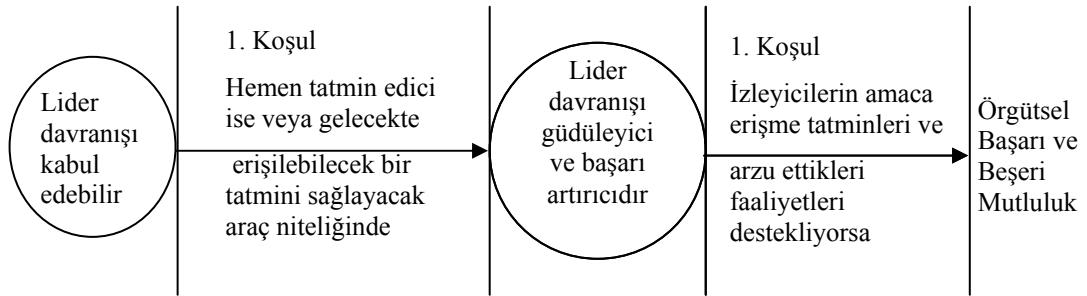 Lider
davranışı
kabul
edebilir
1. Koşul
Hemen tatmin edici
ise veya gelecekte
erişilebilecek bir
tatmini sağlayacak
araç niteliğinde
Lider
davranışı
güdüleyici
ve başarı
artırıcıdır
1. Koşul
İzleyicilerin amaca
erişme tatminleri ve
arzu ettikleri
faaliyetleri
destekliyorsa
Örgütsel
Başarı ve
Beşeri
Mutluluk